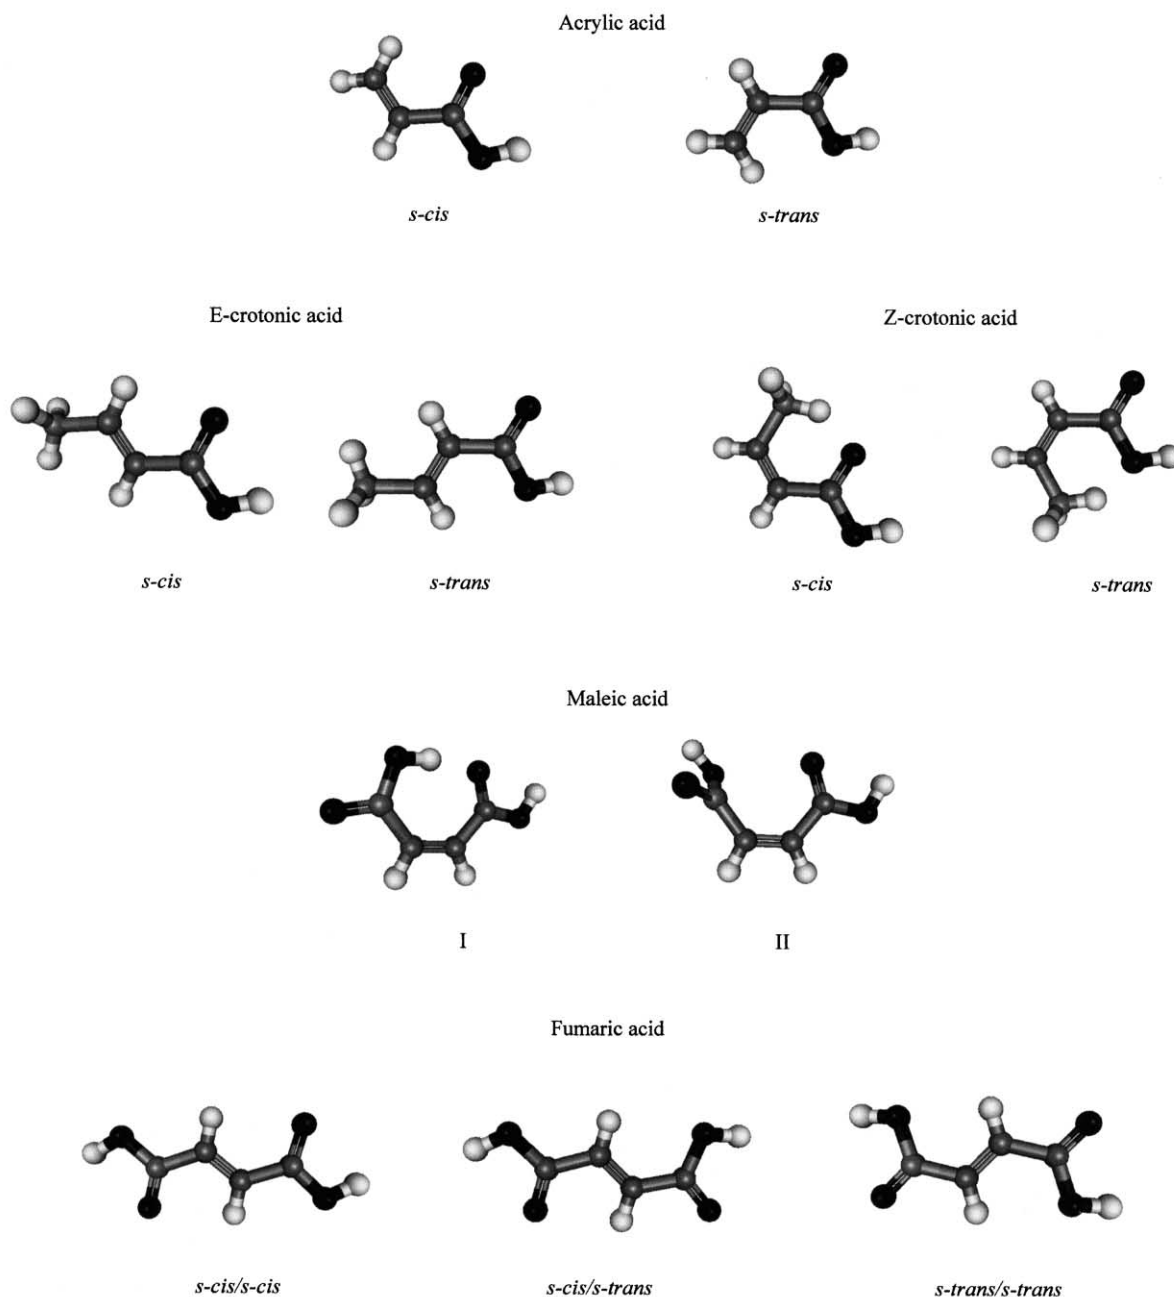 Acrylic acid
s-cis
s-trans
E-crotonic acid
Z-crotonic acid
s-cis
s-trans
s-cis
s-trans
Maleic acid
I
II
Fumaric acid
s-cis/s-cis
s-cis/s-trans
s-trans/s-trans